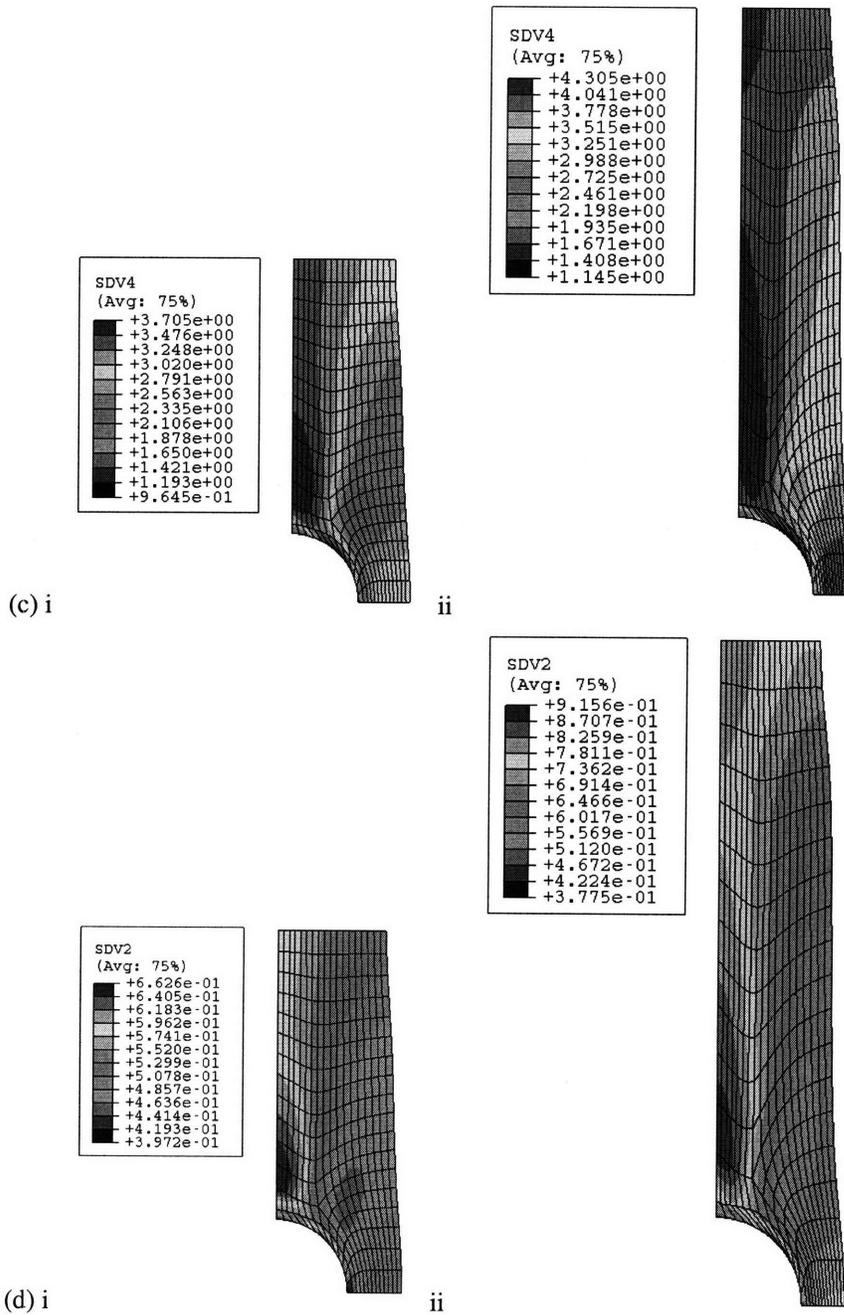 SDV4
(Avg: 75%)
+4.305e+00
+4.041e+00
+3.778e+00
+3.515e+00
+3.251e+00
+2.988e+00
+2.725e+00
+2.461e+00
+2.198e+00
+1.935e+00
+1.671e+00
+1.408e+00
+1.145e+00
SDV4
(Avg: 75%)
+3.705e+00
+3.476e+00
+3.248e+00
+3.020e+00
+2.791e+00
+2.563e+00
+2.335e+00
+2.106e+00
+1.878e+00
+1.650e+00
+1.421e+00
+1.193e+00
+9.645e-01
(c) i
ii
SDV2
(Avg: 75%)
+9.156e-01
+8.707e-01
+8.259e-01
+7.811e-01
+7.362e-01
+6.914e-01
+6.466e-01
+6.017e-01
+5.569e-01
+5.120e-01
+4.672e-01
+4.224e-01
+3.775e-01
SDV2
(Avg: 75%)
+6.626e-01
+6.405e-01
+6.183e-01
+5.962e-01
+5.741e-01
+5.520e-01
+5.299e-01
+5.078e-01
+4.857e-01
+4.636e-01
+4.414e-01
+4.193e-01
+3.972e-01
(d) i
ii